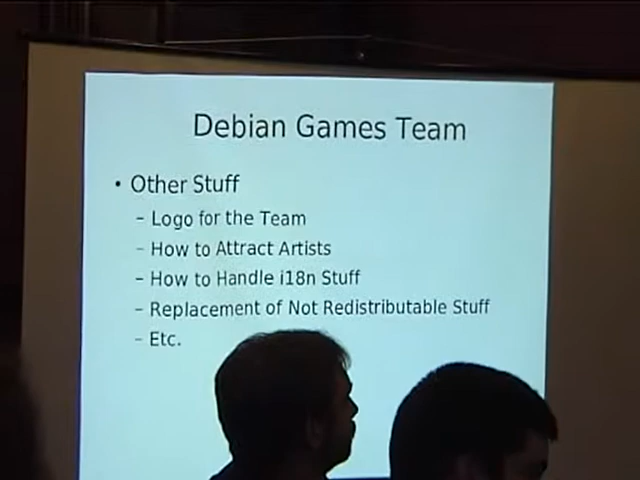 Debian Games Team
• Other Stuff
– Logo for the Team
– How to Attract Artists
– How to Handle i18n Stuff
– Replacement of Not Redistributable Stuff
– Etc.